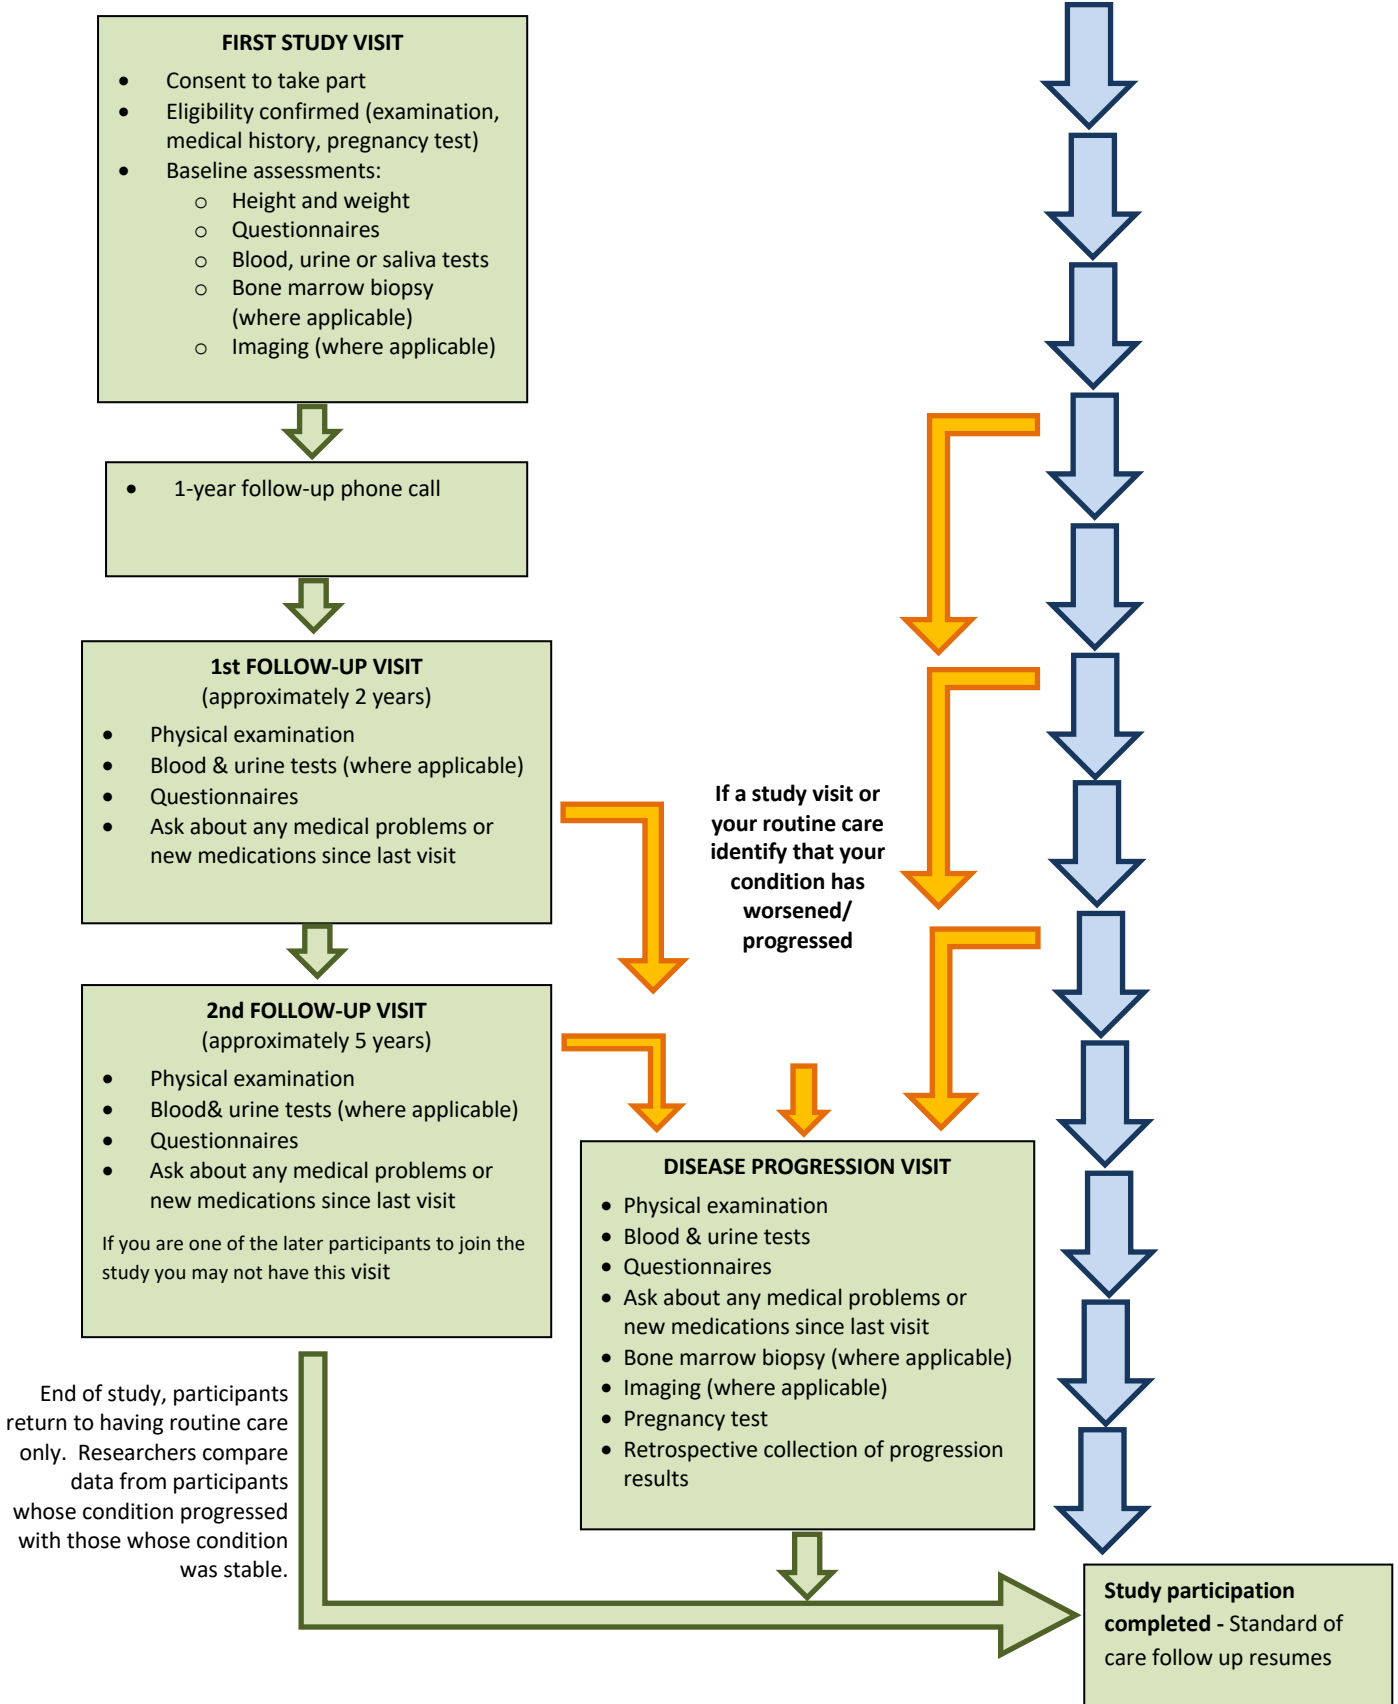 FIRST STUDY VISIT
• Consent to take part
• Eligibility confirmed (examination,
medical history, pregnancy test)
• Baseline assessments:
o Height and weight
o Questionnaires
o Blood, urine or saliva tests
o Bone marrow biopsy
(where applicable)
o Imaging (where applicable)
• 1-year follow-up phone call
1st FOLLOW-UP VISIT
(approximately 2 years)
• Physical examination
• Blood & urine tests (where applicable)
• Questionnaires
• Ask about any medical problems or
new medications since last visit
If a study visit or
your routine care
identify that your
condition has
worsened/
progressed
2nd FOLLOW-UP VISIT
(approximately 5 years)
• Physical examination
• Blood& urine tests (where applicable)
• Questionnaires
• Ask about any medical problems or
new medications since last visit
If you are one of the later participants to join the
study you may not have this visit
DISEASE PROGRESSION VISIT
• Physical examination
• Blood & urine tests
• Questionnaires
• Ask about any medical problems or
new medications since last visit
• Bone marrow biopsy (where applicable)
• Imaging (where applicable)
• Pregnancy test
• Retrospective collection of progression
results
End of study, participants
return to having routine care
only. Researchers compare
data from participants
whose condition progressed
with those whose condition
was stable.
Study participation
completed - Standard of
care follow up resumes